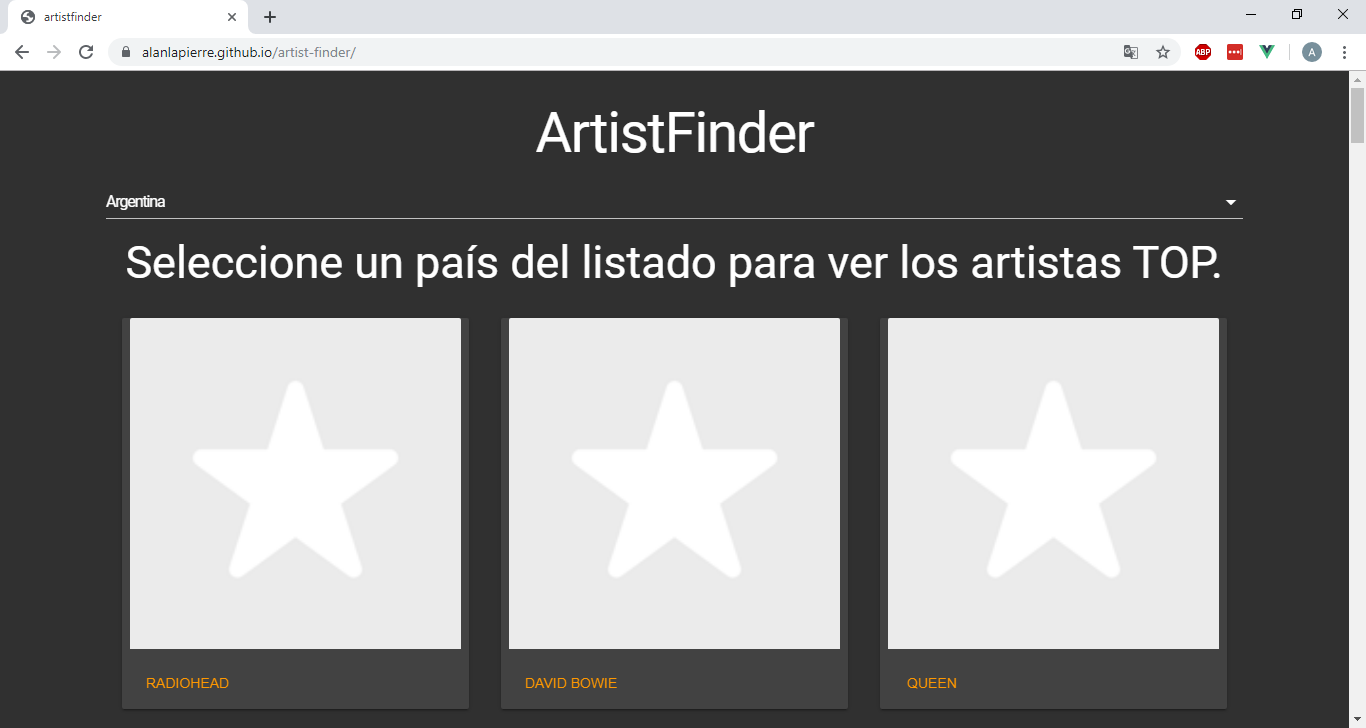 artistfinder
alanlapierre.github.io/artist-finder/
ABP
A
ArtistFinder
Argentina
Seleccione un país del listado para ver los artistas TOP.
RADIOHEAD
DAVID BOWIE
QUEEN